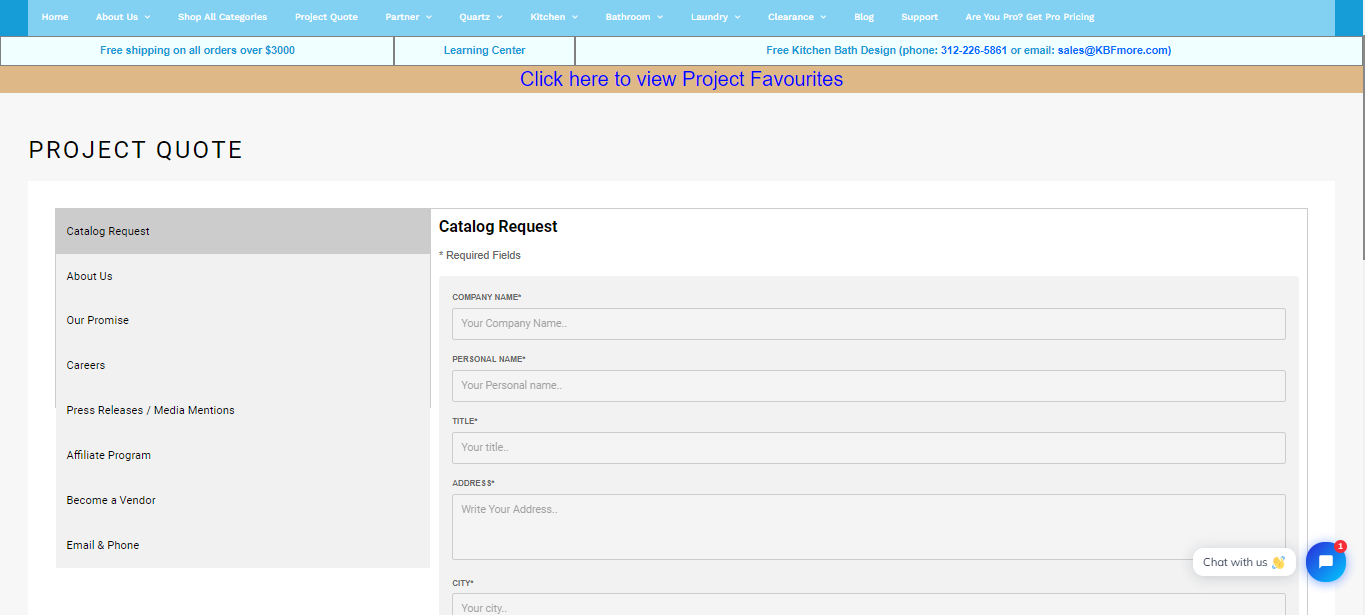 Home About Us Shop All Categories Project Quote Partner Quartz Kitchen Bathroom Laundry Clearance Blog Support Are You Pro? Get Pro Pricing
Free shipping on all orders over $3000 Learning Center Free Kitchen Bath Design (phone: 312-226-5861 or email: sales@KBFmore.com)
Click here to view Project Favourites
PROJECT QUOTE
Catalog Request
About Us
Our Promise
Careers
Press Releases / Media Mentions
Affiliate Program
Become a Vendor
Email & Phone
Catalog Request
* Required Fields
COMPANY NAME*
Your Company Name..
PERSONAL NAME*
Your Personal name..
TITLE*
Your title..
ADDRESS*
Write Your Address..
CITY*
Your city..
Chat with us 👋
1